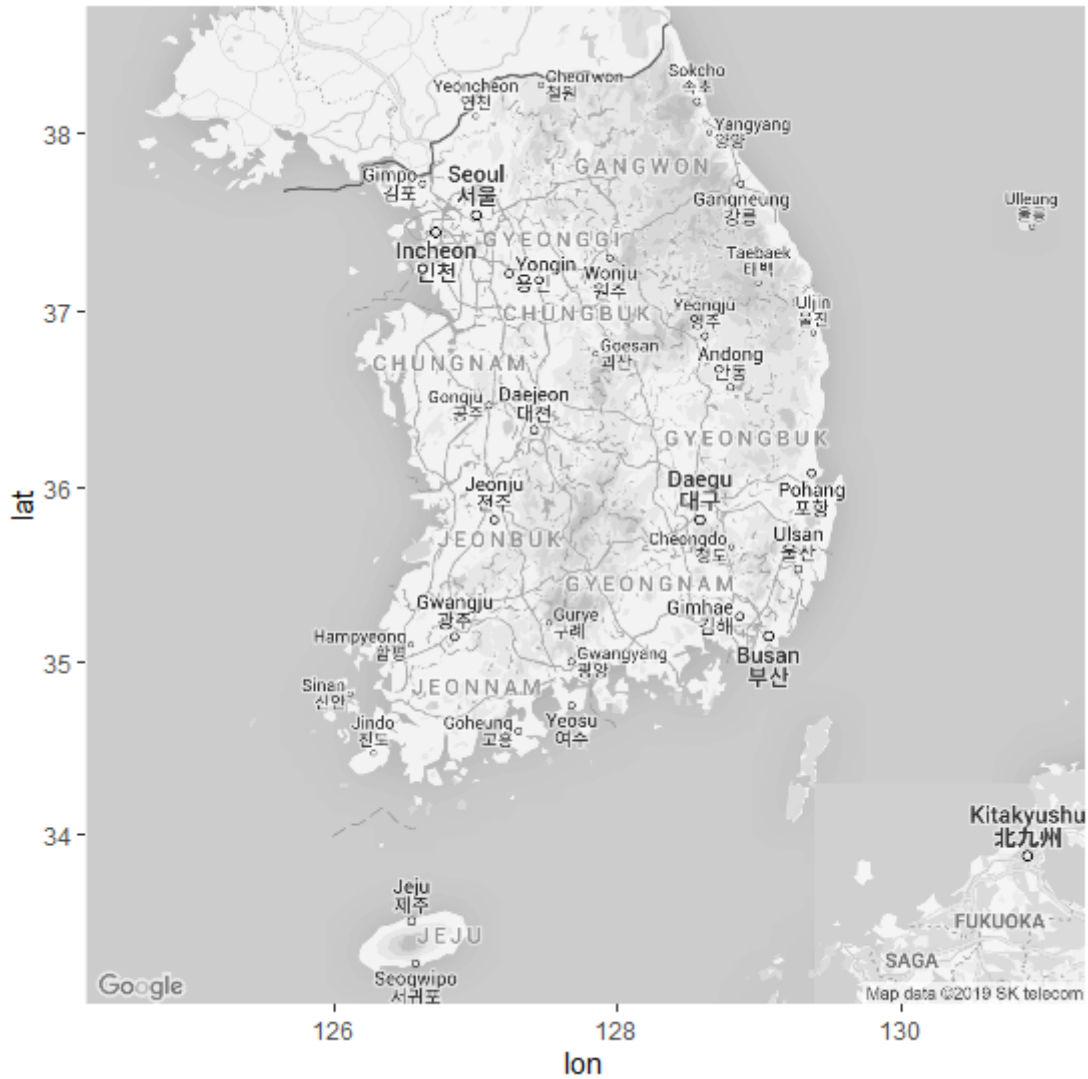 Sokcho
속초
Cheorwon
철원
Yeoncheon
연천
38
Yangyang
양양
GANGWON
Seoul
서울
Gimpo
김포
Gangneung
강릉
Ulleung
GYEONGGI
Incheon
인천
Taebaek
태백
Yongin
용인
Wonju
원주
37
CHUNGBUK
Yeongju
영주
Uljin
울진
Goesan
괴산
CHUNGNAM
Andong
안동
Gongju
공주
Daejeon
대전
GYEONGBUK
36
lat
Jeonju
전주
Daegu
대구
Pohang
포항
JEONBUK
Cheongdo
청도
Ulsan
울산
GYEONGNAM
Gwangju
광주
Gurye
구례
Gimhae
김해
Hampyeong
함평
35
Gwangyang
광양
Busan
부산
Sinan
신안
JEONNAM
Jindo
진도
Goheung
고흥
Yeosu
여수
34
Kitakyushu
北九州
Jeju
제주
JEJU
FUKUOKA
SAGA
Seogwipo
서귀포
Google
Map data ©2019 SK telecom
126
128
130
lon